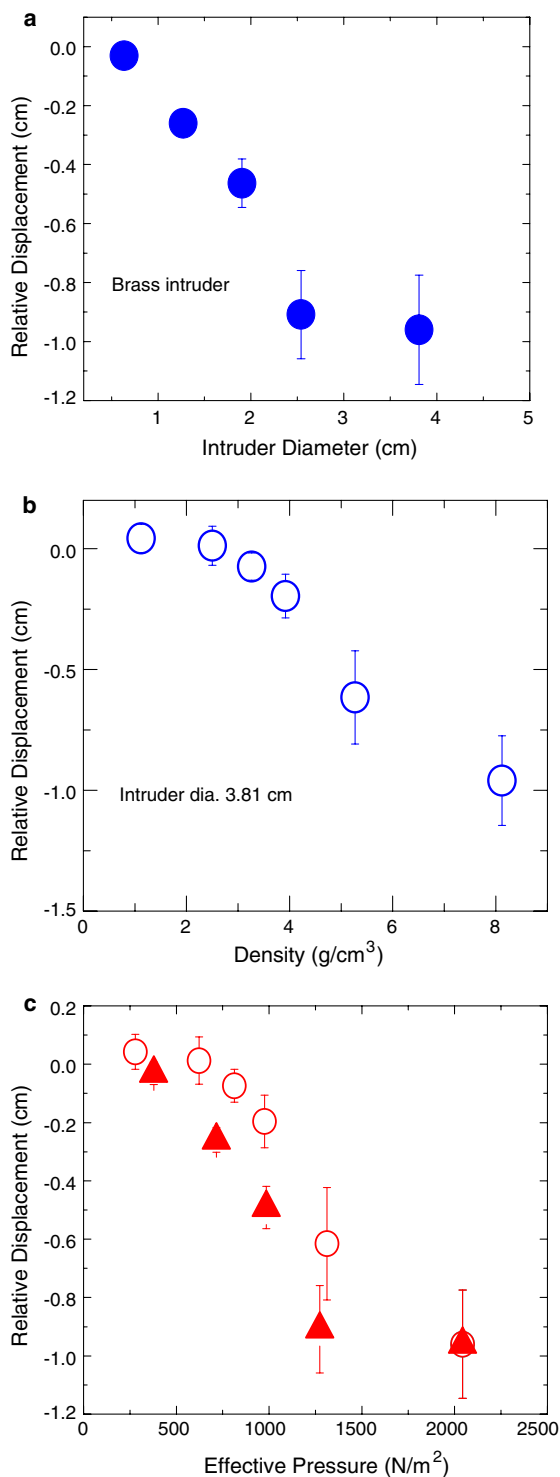 a
0.0
-0.2
-0.4
-0.6
-0.8
-1.0
-1.2
Relative Displacement (cm)
Brass intruder
1 2 3 4 5
Intruder Diameter (cm)
b
0.0
-0.5
-1.0
-1.5
Relative Displacement (cm)
Intruder dia. 3.81 cm
0 2 4 6 8
Density (g/cm³)
c
0.2
0.0
-0.2
-0.4
-0.6
-0.8
-1.0
-1.2
Relative Displacement (cm)
0 500 1000 1500 2000 2500
Effective Pressure (N/m²)